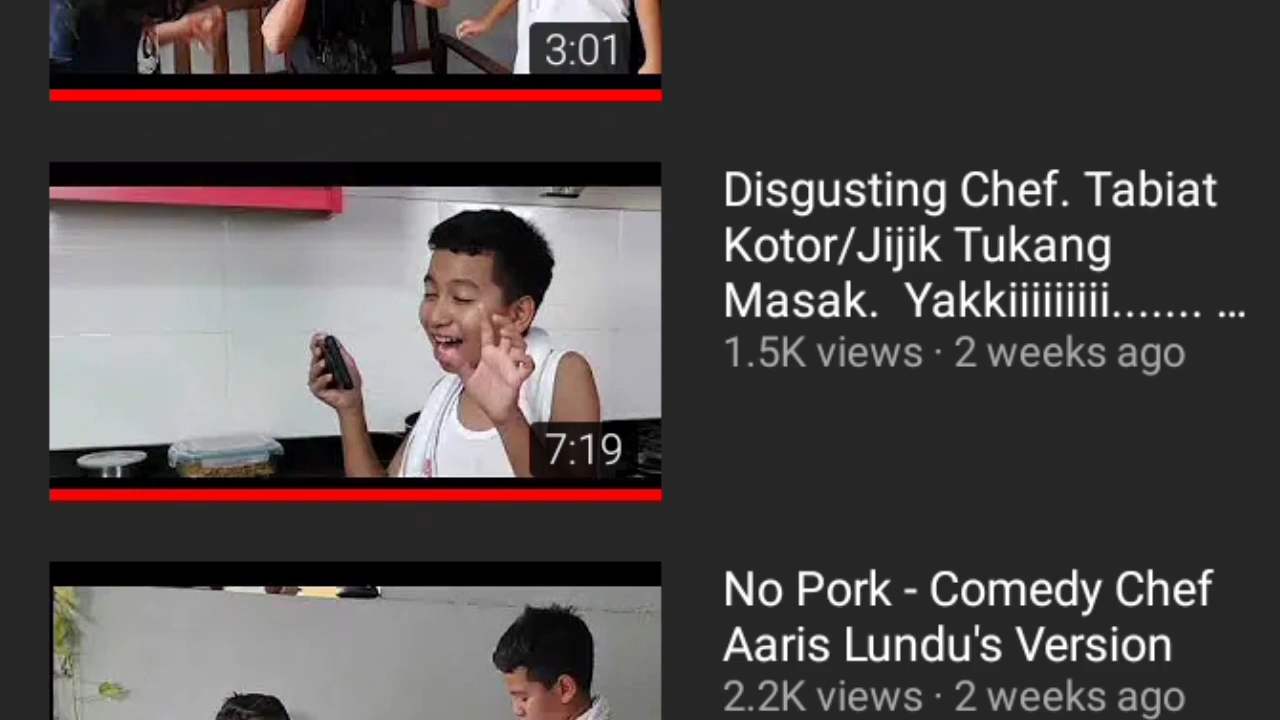 3:01
Disgusting Chef. Tabiat
Kotor/Jijik Tukang
Masak.  Yakkiiiiiiiiii....... ...
1.5K views · 2 weeks ago
7:19
No Pork - Comedy Chef
Aaris Lundu's Version
2.2K views · 2 weeks ago